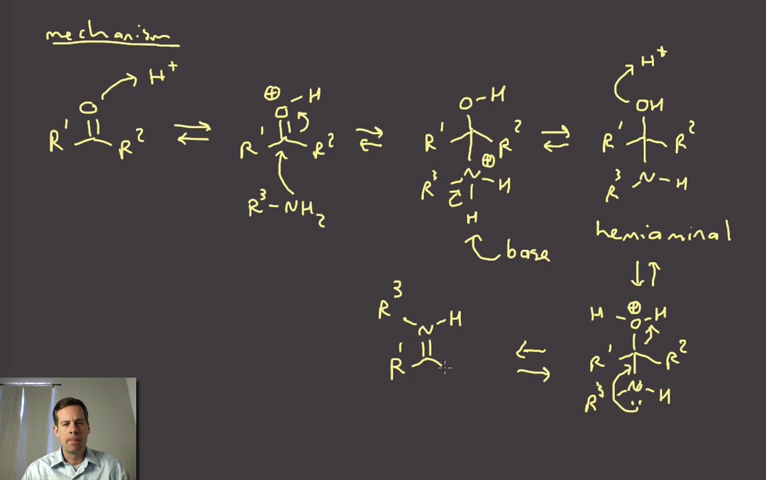 mechanism
H+
O
R1 R2
⊕
O-H
R1 R2
R3-NH2
O-H
R1 R2
⊕
R3 N-H
H
base
H+
OH
R1 R2
R3 N-H
hemiaminal
⊕
H-O-H
R1 R2
R3 N-H
R3
N-H
R1